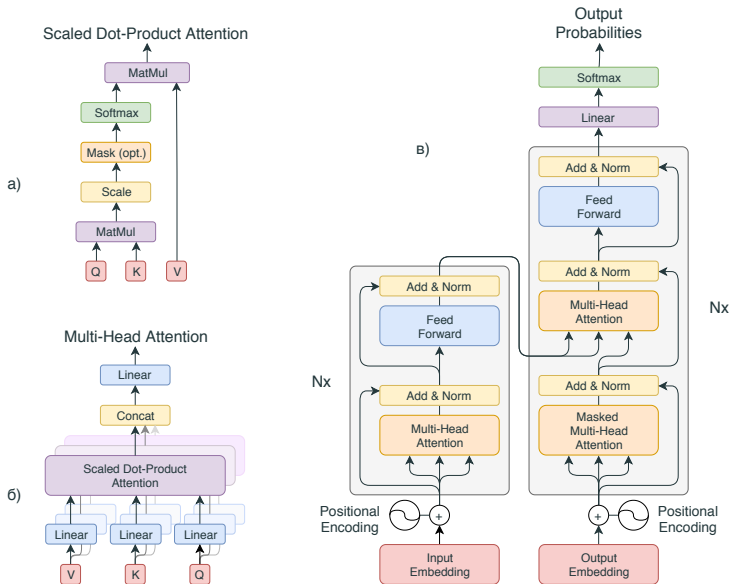 Scaled Dot-Product Attention
MatMul
Softmax
Mask (opt.)
а)
Scale
MatMul
Q
K
V
Multi-Head Attention
Linear
Concat
Scaled Dot-Product
Attention
б)
Linear
Linear
Linear
V
K
Q
в)
Output
Probabilities
Softmax
Linear
Add & Norm
Feed
Forward
Add & Norm
Multi-Head
Attention
Nx
Add & Norm
Masked
Multi-Head
Attention
Positional
Encoding
+
Output
Embedding
Add & Norm
Feed
Forward
Nx
Add & Norm
Multi-Head
Attention
Positional
Encoding
+
Input
Embedding